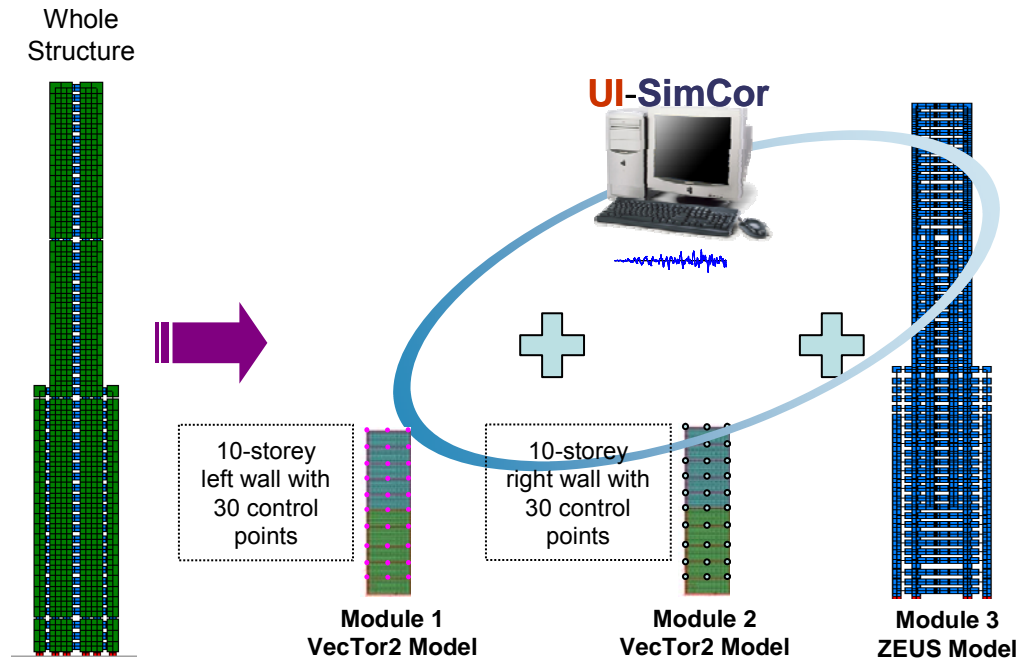 Whole
Structure
UI-SimCor
10-storey
left wall with
30 control
points
10-storey
right wall with
30 control
points
Module 1
VecTor2 Model
Module 2
VecTor2 Model
Module 3
ZEUS Model